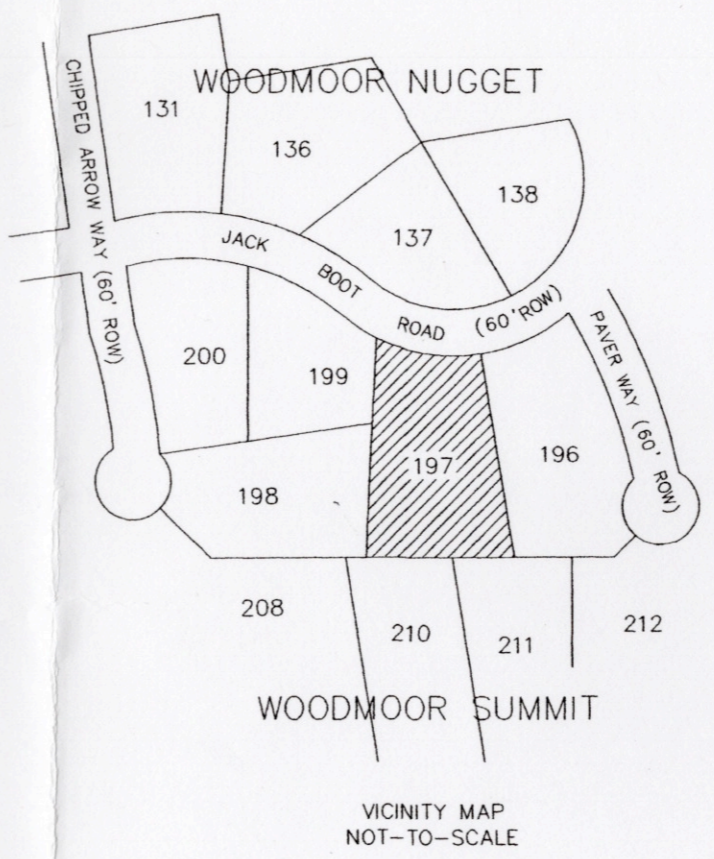 WOODMOOR NUGGET
CHIPPED ARROW WAY (60' ROW)
131
136
138
137
JACK BOOT ROAD (60'ROW)
PAVER WAY (60' ROW)
200
199
197
196
198
208
210
211
212
WOODMOOR SUMMIT
VICINITY MAP
NOT-TO-SCALE